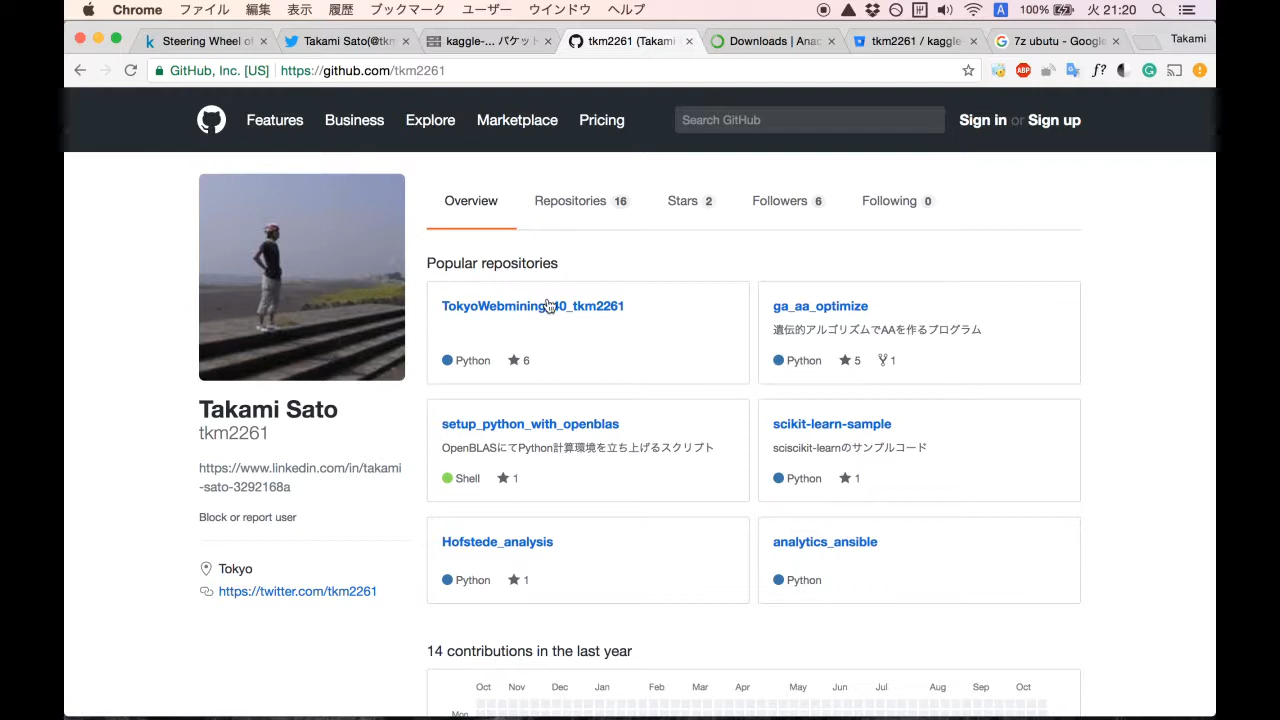 Chrome ファイル 編集 表示 履歴 ブックマーク ユーザー ウインドウ ヘルプ 100% 火 21:20
Steering Wheel of
Takami Sato(@tkm
kaggle-... パケット
tkm2261 (Takami
Downloads | Anac
tkm2261 / kaggle
7z ubutu - Google
Takami
GitHub, Inc. [US] https://github.com/tkm2261
Features Business Explore Marketplace Pricing Search GitHub Sign in or Sign up
Overview Repositories 16 Stars 2 Followers 6 Following 0
Popular repositories
TokyoWebmining 40_tkm2261
Python 6
ga_aa_optimize
遺伝的アルゴリズムでAAを作るプログラム
Python 5 1
setup_python_with_openblas
OpenBLASにてPython計算環境を立ち上げるスクリプト
Shell 1
scikit-learn-sample
sciscikit-learnのサンプルコード
Python 1
Hofstede_analysis
Python 1
analytics_ansible
Python
Takami Sato
tkm2261
https://www.linkedin.com/in/takami
-sato-3292168a
Block or report user
Tokyo
https://twitter.com/tkm2261
14 contributions in the last year
Oct Nov Dec Jan Feb Mar Apr May Jun Jul Aug Sep Oct
Mon